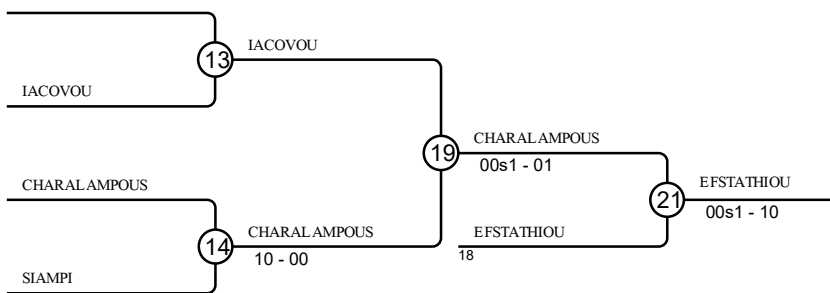 IACOVOU
13
IACOVOU
CHARALAMPOUS
19
00s1 - 01
EFSTATHIOU
CHARALAMPOUS
21
00s1 - 10
CHARALAMPOUS
EFSTATHIOU
14
10 - 00
18
SIAMPI